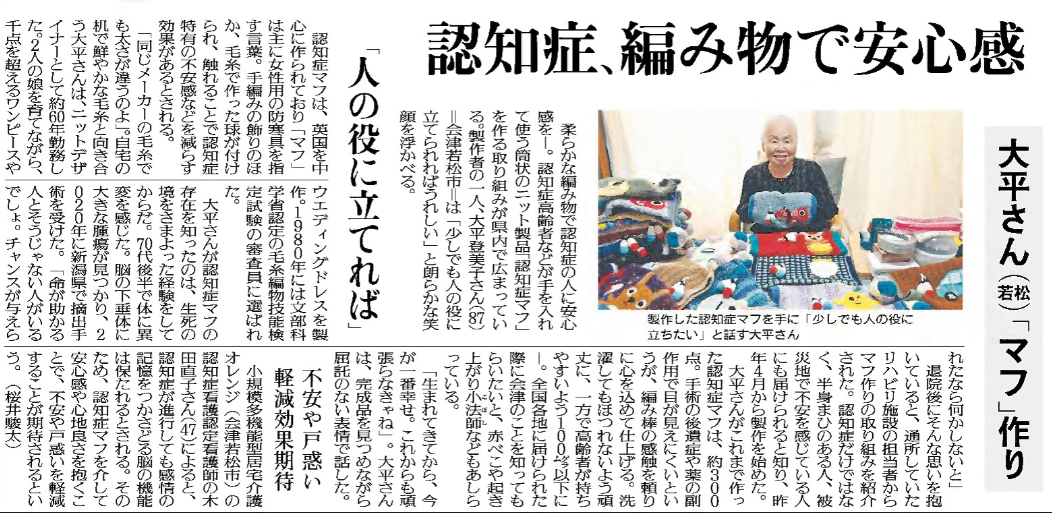 認知症、編み物で安心感
大平さん(若松)「マフ」作り
「人の役に立てれば」
製作した認知症マフを手に「少しでも人の役に
立ちたい」と話す大平さん
柔らかな編み物で認知症の人に安心
感を―。認知症高齢者などが手を入れ
て使う筒状のニット製品「認知症マフ」
を作る取り組みが県内で広まってい
る。製作者の一人、大平登美子さん(87)
=会津若松市=は「少しでも人の役に
立てられればうれしい」と朗らかな笑
顔を浮かべる。
認知症マフは、英国を中
心に作られており「マフ」
は主に女性用の防寒具を指
す言葉。手編みの飾りのほ
か、毛糸で作った球が付け
られ、触れることで認知症
特有の不安感などを減らす
効果があるとされる。
「同じメーカーの毛糸で
も太さが違うのよ」。自宅の
机で鮮やかな毛糸と向き合
う大平さんは、ニットデザ
イナーとして約60年勤務し
た。2人の娘を育てながら、
千点を超えるワンピースや
ウエディングドレスを製
作。1980年には文部科
学省認定の毛糸編物技能検
定試験の審査員に選ばれ
た。
大平さんが認知症マフの
存在を知ったのは、生死の
境をさまよった経験をして
からだ。70代後半で体に異
変を感じた。脳の下垂体に
大きな腫瘍が見つかり、2
020年に新潟県で摘出手
術を受けた。「命が助かる
人とそうじゃない人がいる
でしょ。チャンスが与えら
れたなら何かしないと」
退院後にそんな思いを抱
いていると、通所していた
リハビリ施設の担当者から
マフ作りの取り組みを紹介
された。認知症だけではな
く、半身まひのある人、被
災地で不安を感じている人
にも届けられると知り、昨
年4月から製作を始めた。
大平さんがこれまで作っ
た認知症マフは、約300
点。手術の後遺症や薬の副
作用で目が見えにくいとい
うが、編み棒の感触を頼り
に心を込めて仕上げる。洗
濯してもほつれないよう頑
丈に、一方で高齢者が持ち
やすいよう100㌘以下に
―。全国各地に届けられた
際に会津のことを知っても
らいたいと、赤べこや起き
上がり小法師などもあしら
っている。
「生まれてきてから、今
が一番幸せ。これからも頑
張らなきゃね」。大平さん
は、完成品を見つめながら
屈託のない表情で話した。
不安や戸惑い
軽減効果期待
小規模多機能型居宅介護
オレンジ(会津若松市)の
認知症看護認定看護師の木
田直子さん(47)によると、
認知症が進行しても感情の
記憶をつかさどる脳の機能
は保たれるとされる。その
ため、認知症マフを介して
安心感や心地良さを抱くこ
とで、不安や戸惑いを軽減
することが期待されるとい
う。(桜井駿太)